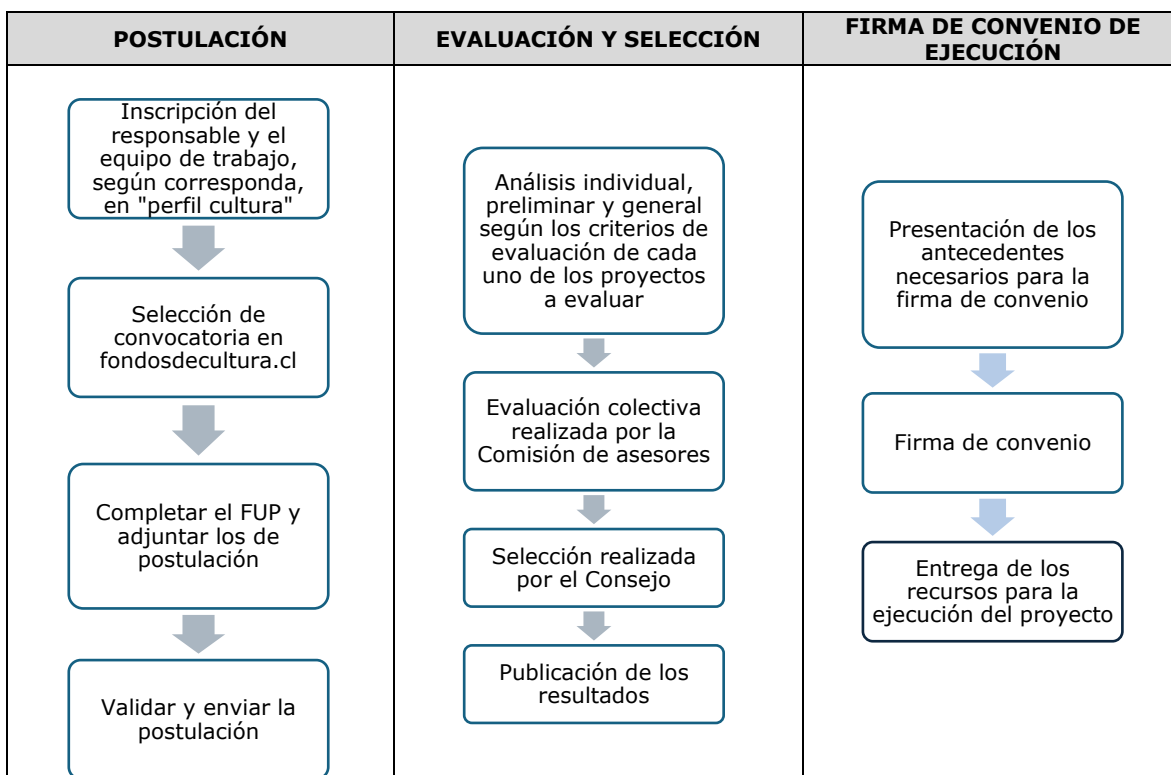 POSTULACIÓN
Inscripción del
responsable y el
equipo de trabajo,
según corresponda,
en "perfil cultura"
Selección de
convocatoria en
fondosdecultura.cl
Completar el FUP y
adjuntar los de
postulación
Validar y enviar la
postulación
EVALUACIÓN Y SELECCIÓN
Análisis individual,
preliminar y general
según los criterios de
evaluación de cada
uno de los proyectos
a evaluar
Evaluación colectiva
realizada por la
Comisión de asesores
Selección realizada
por el Consejo
Publicación de los
resultados
FIRMA DE CONVENIO DE
EJECUCIÓN
Presentación de los
antecedentes
necesarios para la
firma de convenio
Firma de convenio
Entrega de los
recursos para la
ejecución del proyecto